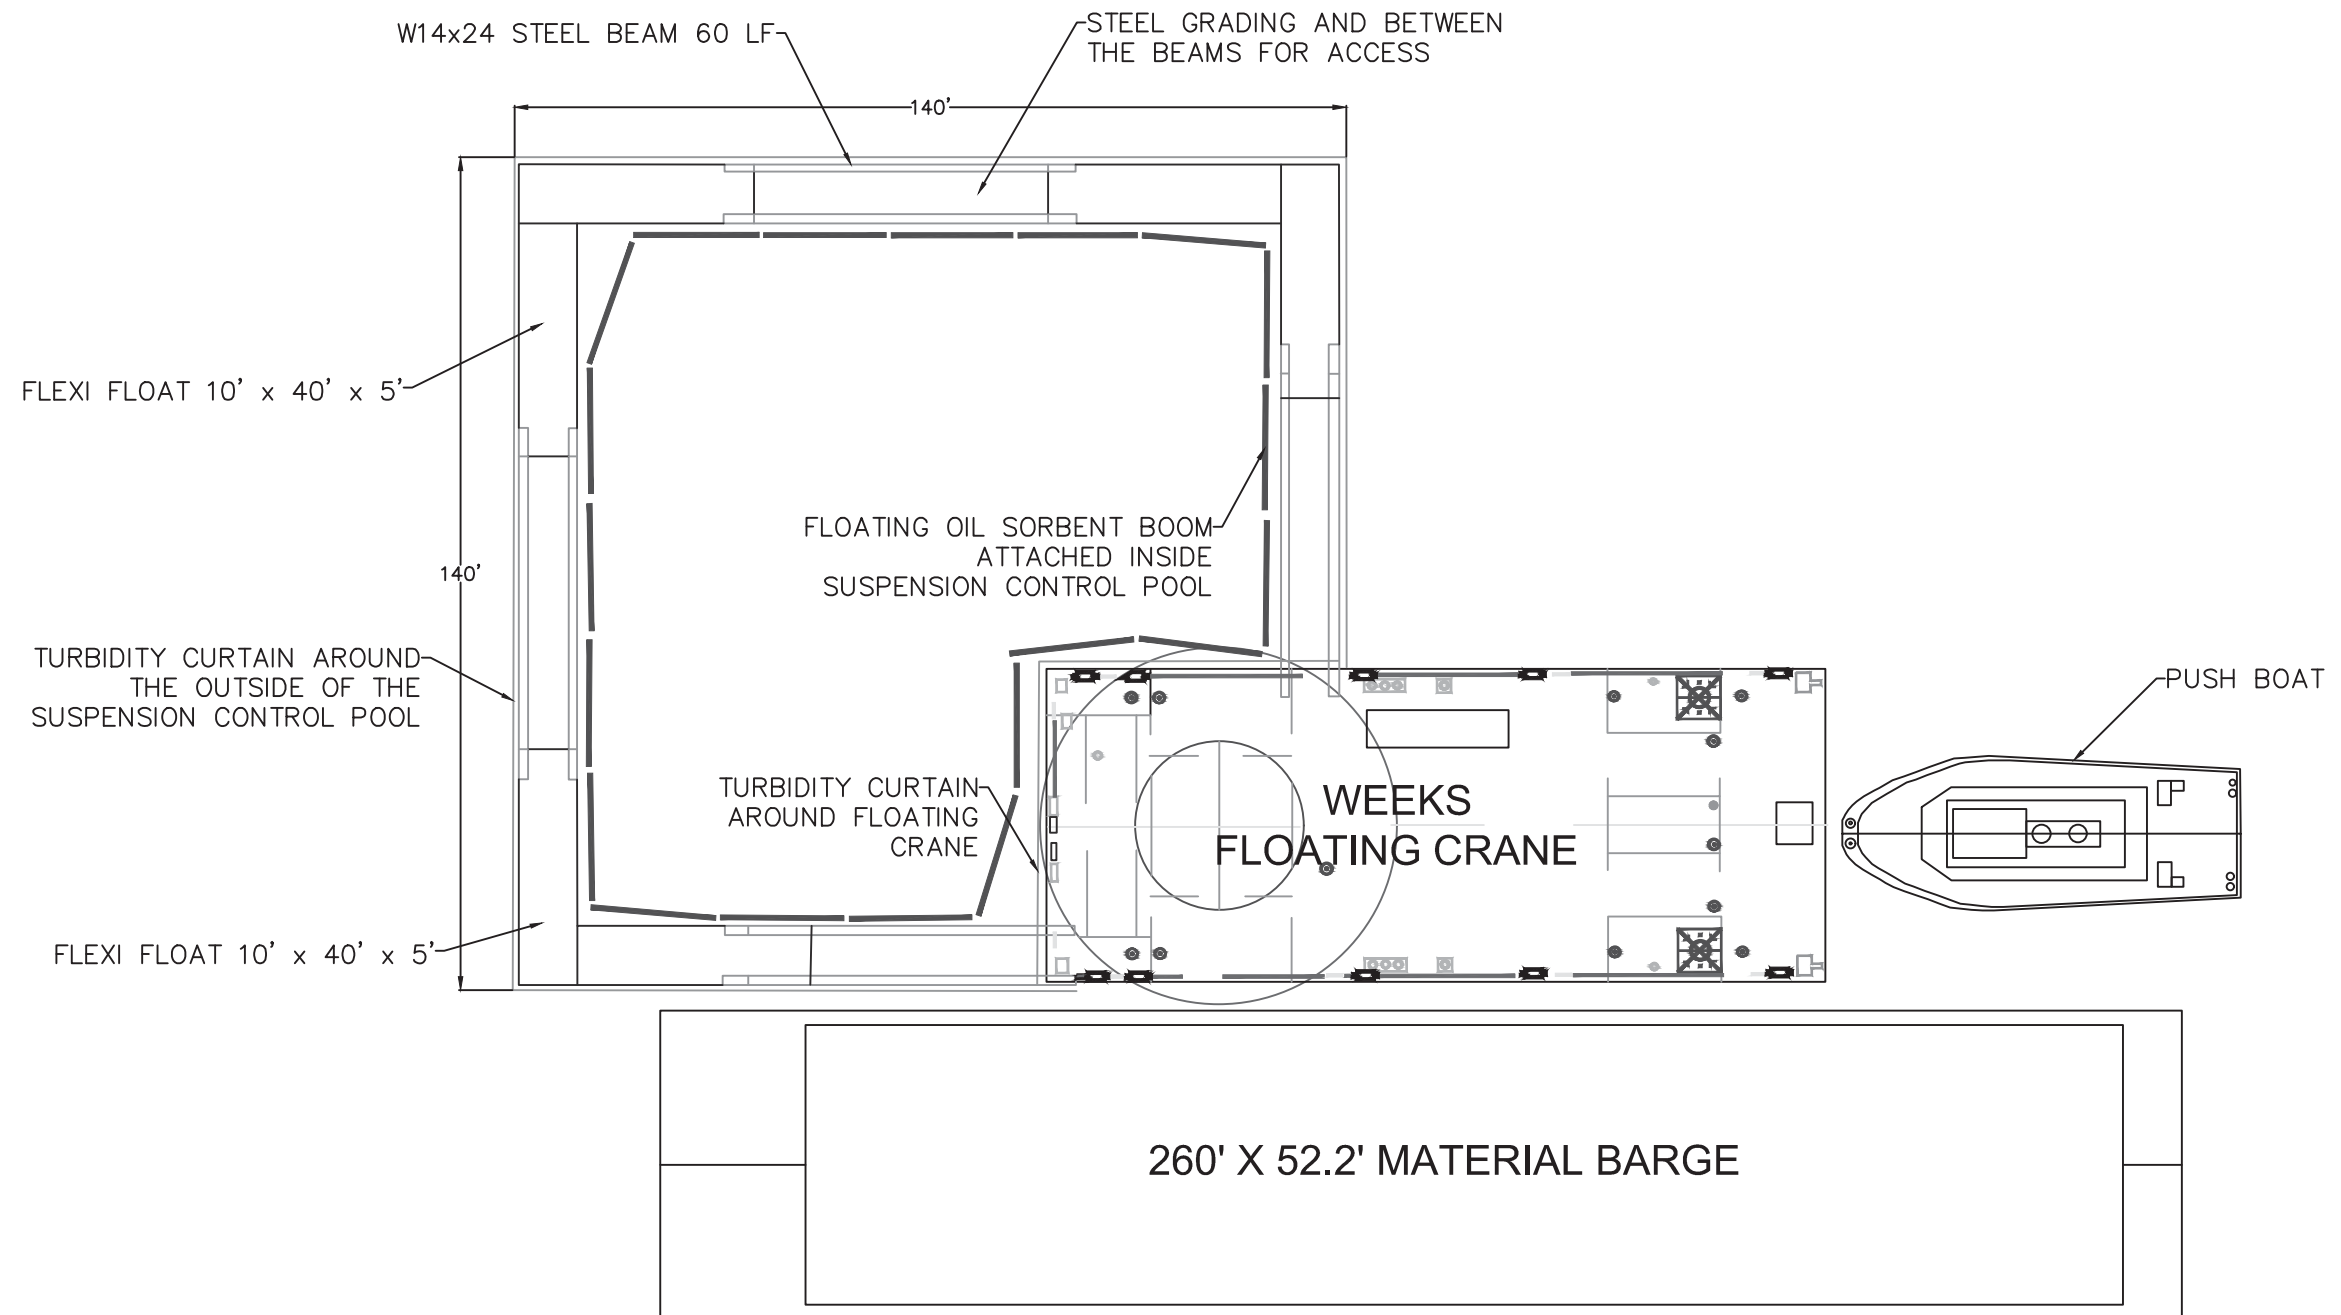 W14x24 STEEL BEAM 60 LF
STEEL GRADING AND BETWEEN
THE BEAMS FOR ACCESS
140'
FLEXI FLOAT 10' x 40' x 5'
FLOATING OIL SORBENT BOOM
ATTACHED INSIDE
SUSPENSION CONTROL POOL
140'
TURBIDITY CURTAIN AROUND
THE OUTSIDE OF THE
SUSPENSION CONTROL POOL
PUSH BOAT
TURBIDITY CURTAIN
AROUND FLOATING
CRANE
WEEKS
FLOATING CRANE
FLEXI FLOAT 10' x 40' x 5'
260' X 52.2' MATERIAL BARGE